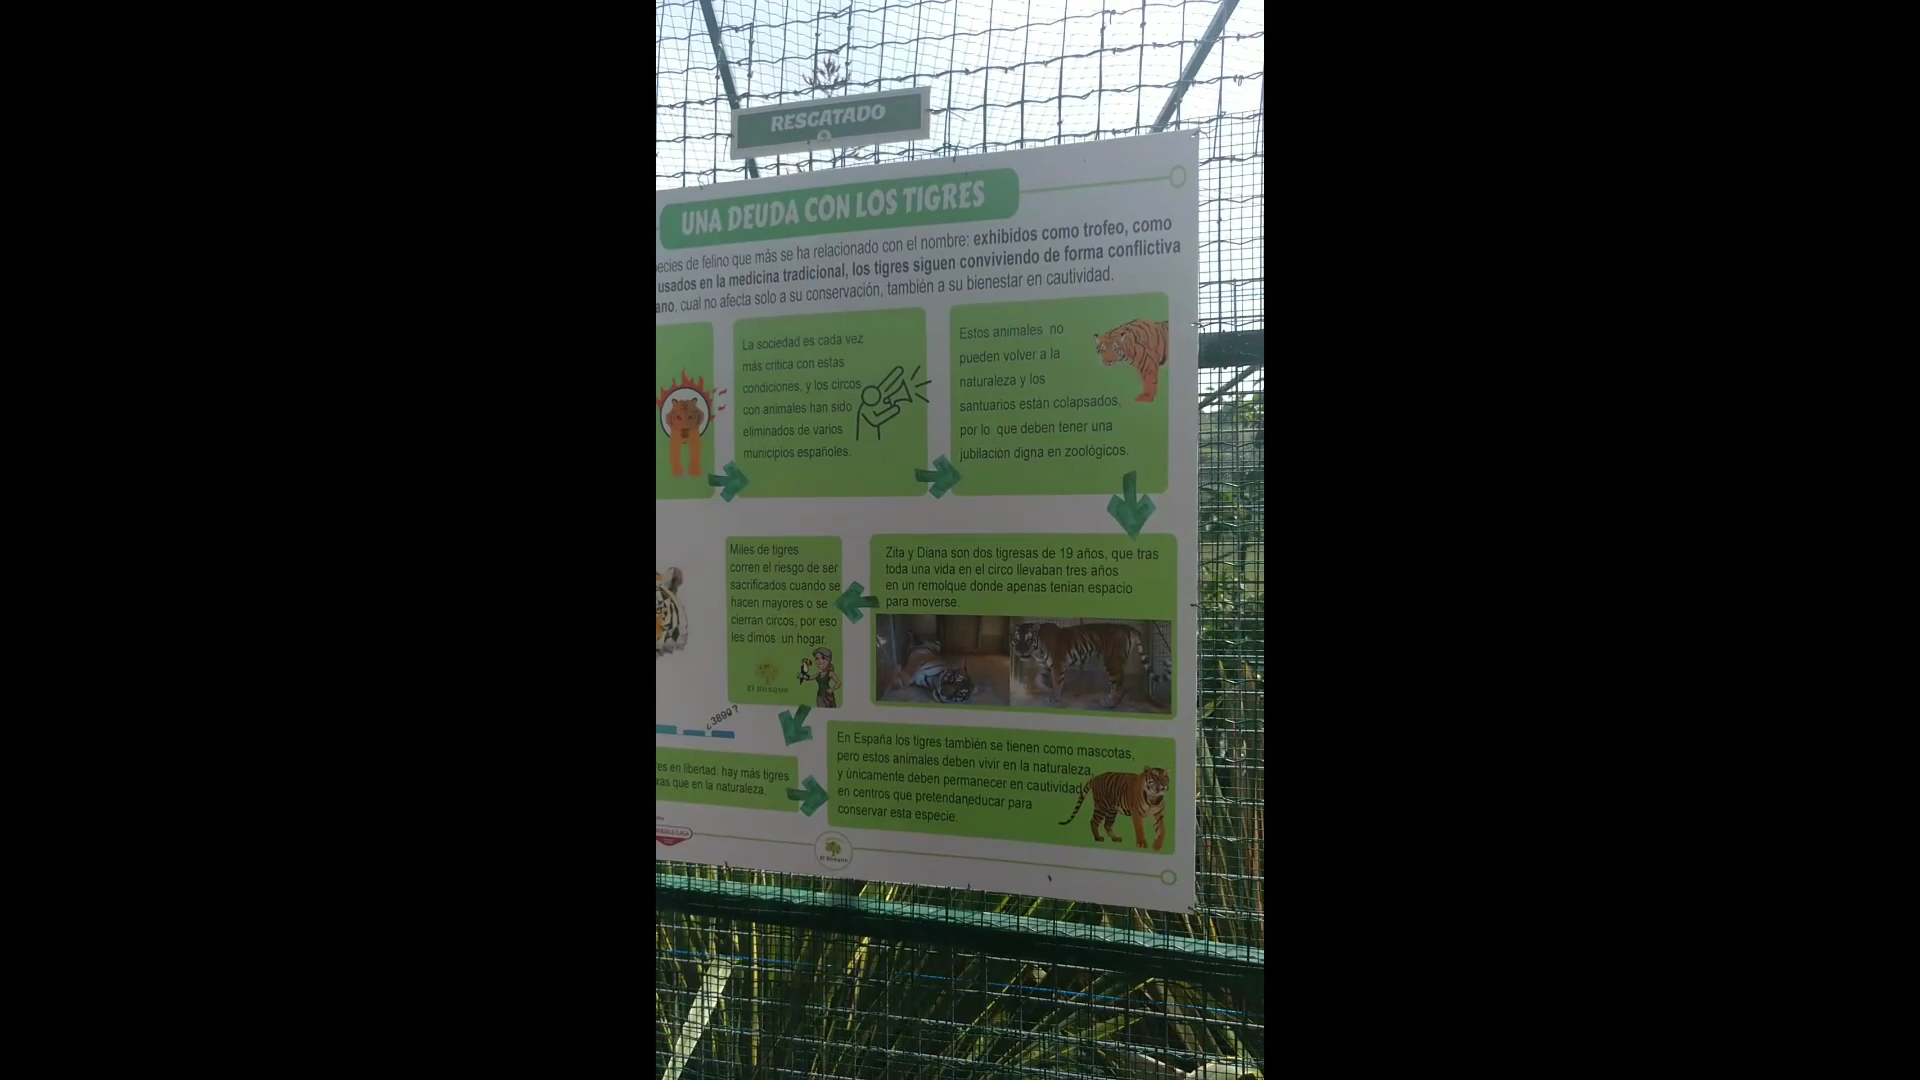 RESCATADO
UNA DEUDA CON LOS TIGRES
ecies de felino que más se ha relacionado con el nombre: exhibidos como trofeo, como
usados en la medicina tradicional, los tigres siguen conviviendo de forma conflictiva
ano, cual no afecta solo a su conservación, también a su bienestar en cautividad.
La sociedad es cada vez
más critica con estas
condiciones, y los circos
con animales han sido
eliminados de varios
municipios españoles.
Estos animales no
pueden volver a la
naturaleza y los
santuarios están colapsados,
por lo que deben tener una
jubilación digna en zoológicos.
Zita y Diana son dos tigresas de 19 años, que tras
toda una vida en el circo llevaban tres años
en un remolque donde apenas tenian espacio
para moverse.
Miles de tigres
corren el riesgo de ser
sacrificados cuando se
hacen mayores o se
cierran circos, por eso
les dimos un hogar.
El Bosque
¿3890?
es en libertad: hay más tigres
as que en la naturaleza.
En España los tigres también se tienen como mascotas,
pero estos animales deben vivir en la naturaleza,
y únicamente deben permanecer en cautividad
en centros que pretendan educar para
conservar esta especie.
El Bosque